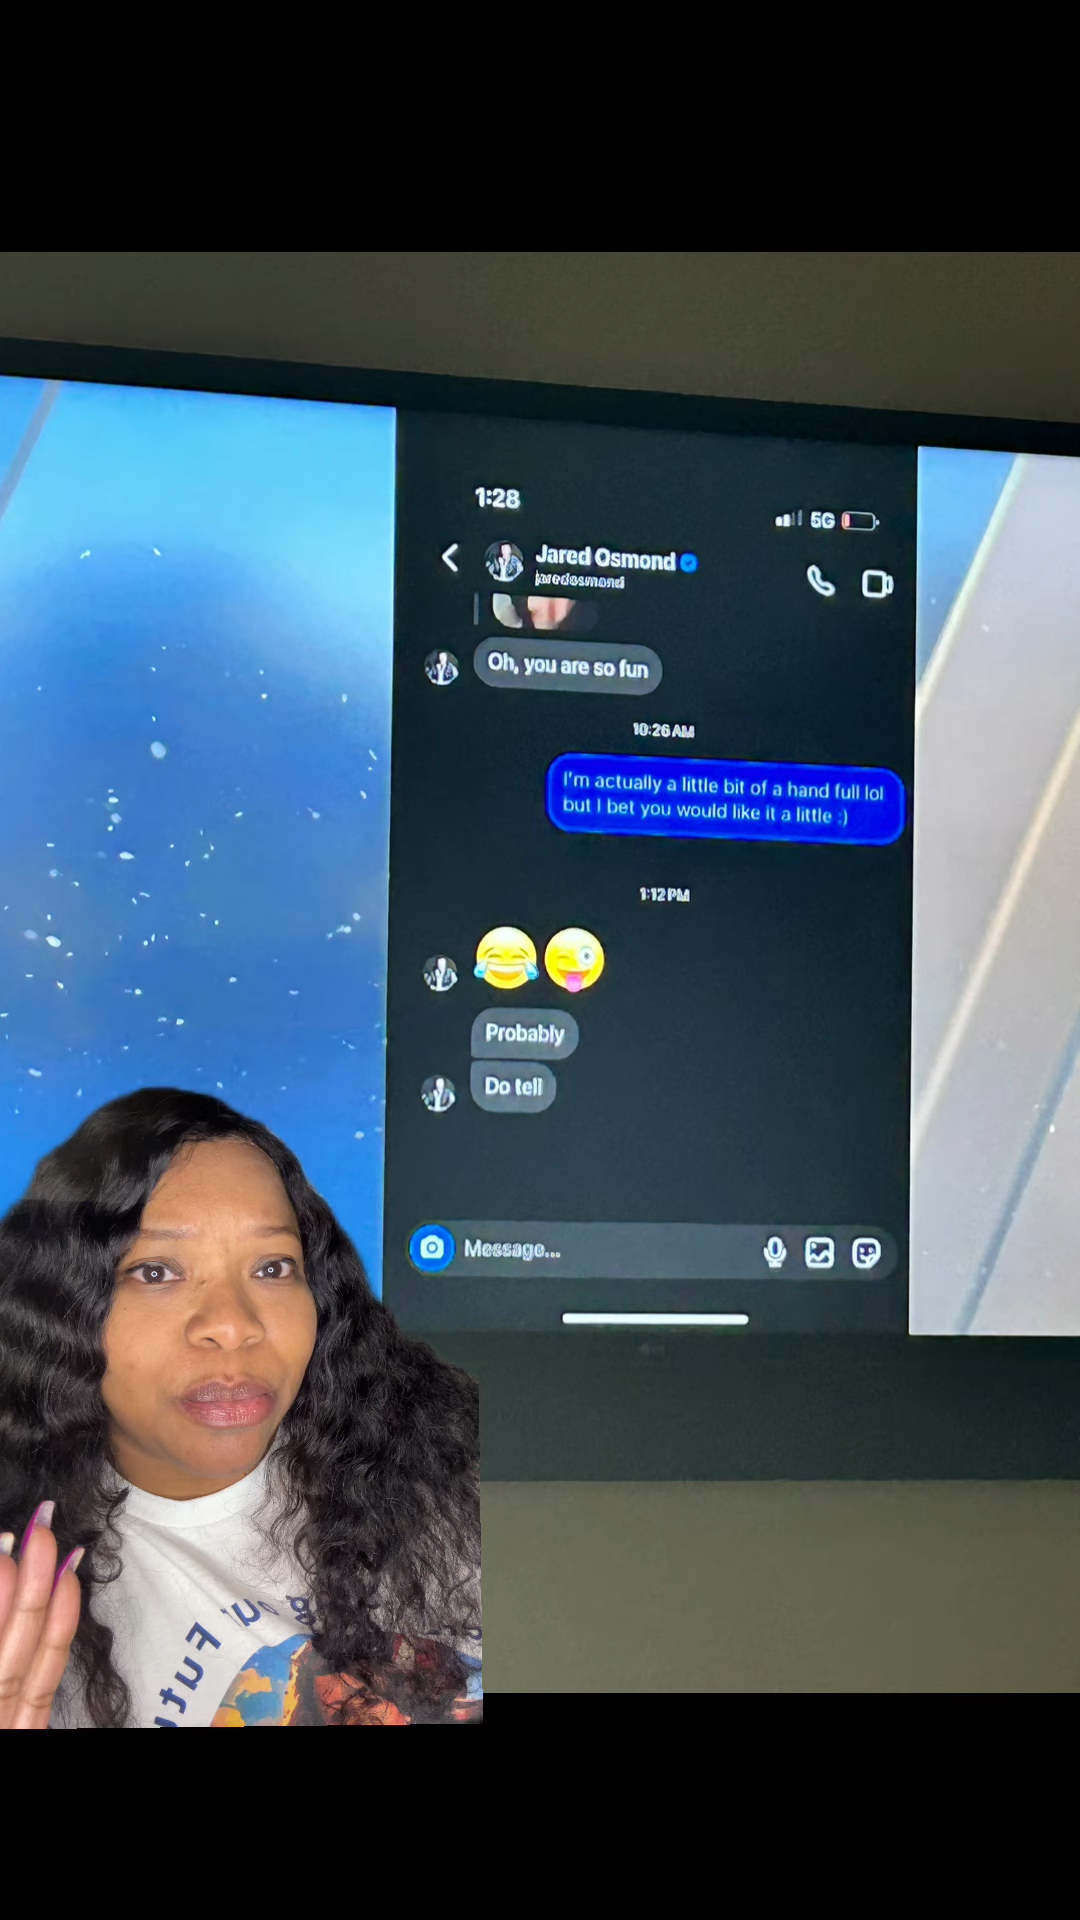 1:28
5G
Jared Osmond
jaredosmond
Oh, you are so fun
10:26 AM
I'm actually a little bit of a hand full lol
but I bet you would like it a little :)
1:12 PM
Probably
Do tell
Message...
Futu